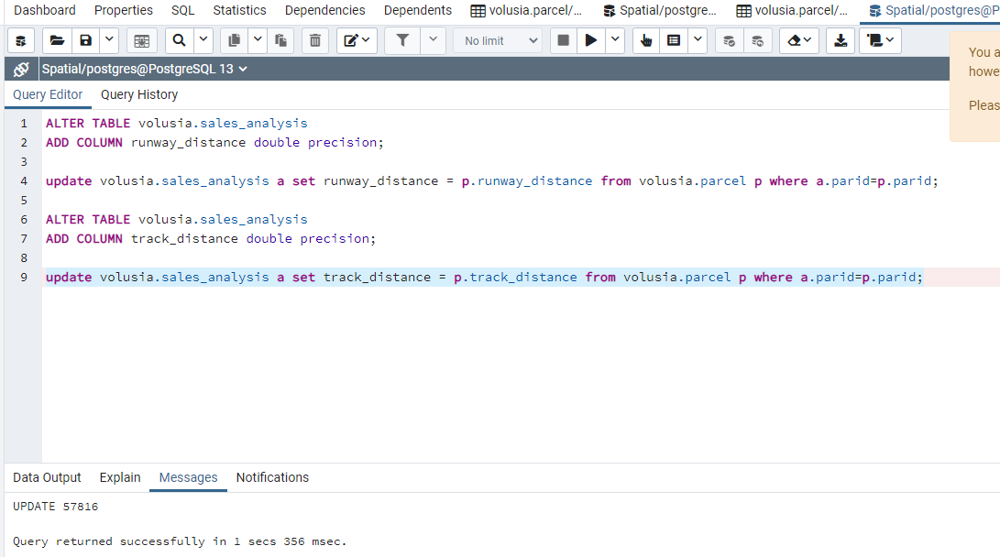 Dashboard Properties SQL Statistics Dependencies Dependents volusia.parcel/... Spatial/postgre... volusia.parcel/... Spatial/postgres@P
No limit
You a
howe
Pleas
Spatial/postgres@PostgreSQL 13
Query Editor Query History
1 ALTER TABLE volusia.sales_analysis
2 ADD COLUMN runway_distance double precision;
3
4 update volusia.sales_analysis a set runway_distance = p.runway_distance from volusia.parcel p where a.parid=p.parid;
5
6 ALTER TABLE volusia.sales_analysis
7 ADD COLUMN track_distance double precision;
8
9 update volusia.sales_analysis a set track_distance = p.track_distance from volusia.parcel p where a.parid=p.parid;
Data Output Explain Messages Notifications
UPDATE 57816
Query returned successfully in 1 secs 356 msec.